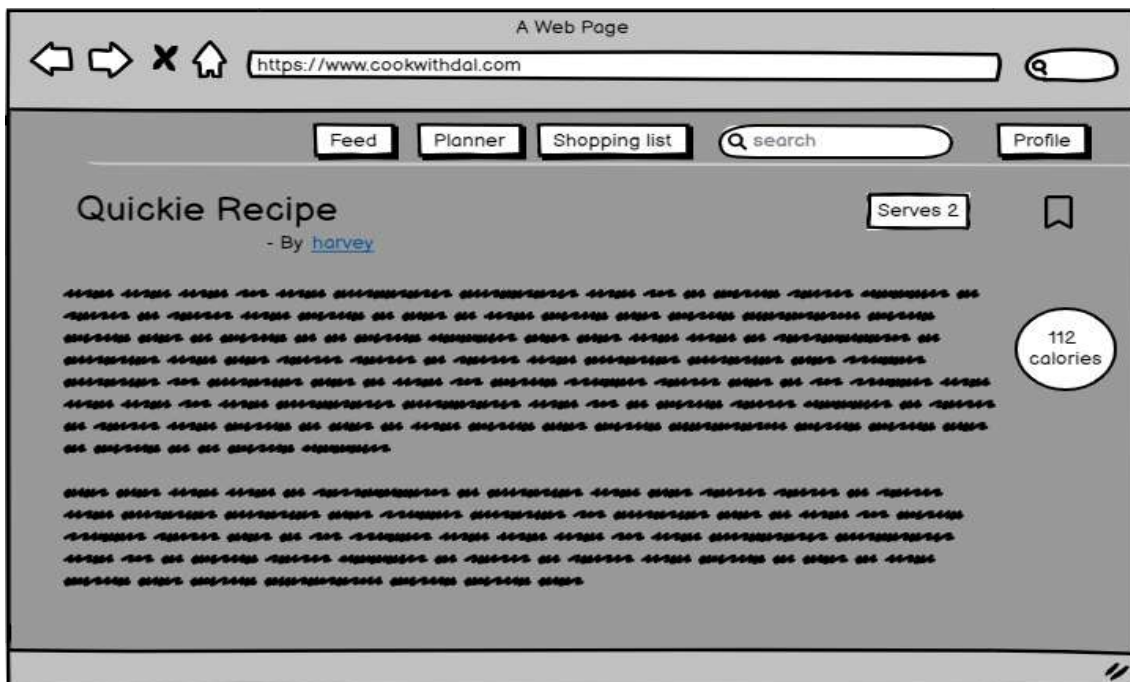 A Web Page
https://www.cookwithdal.com
Feed Planner Shopping list search Profile
Quickie Recipe Serves 2
- By harvey
112
calories